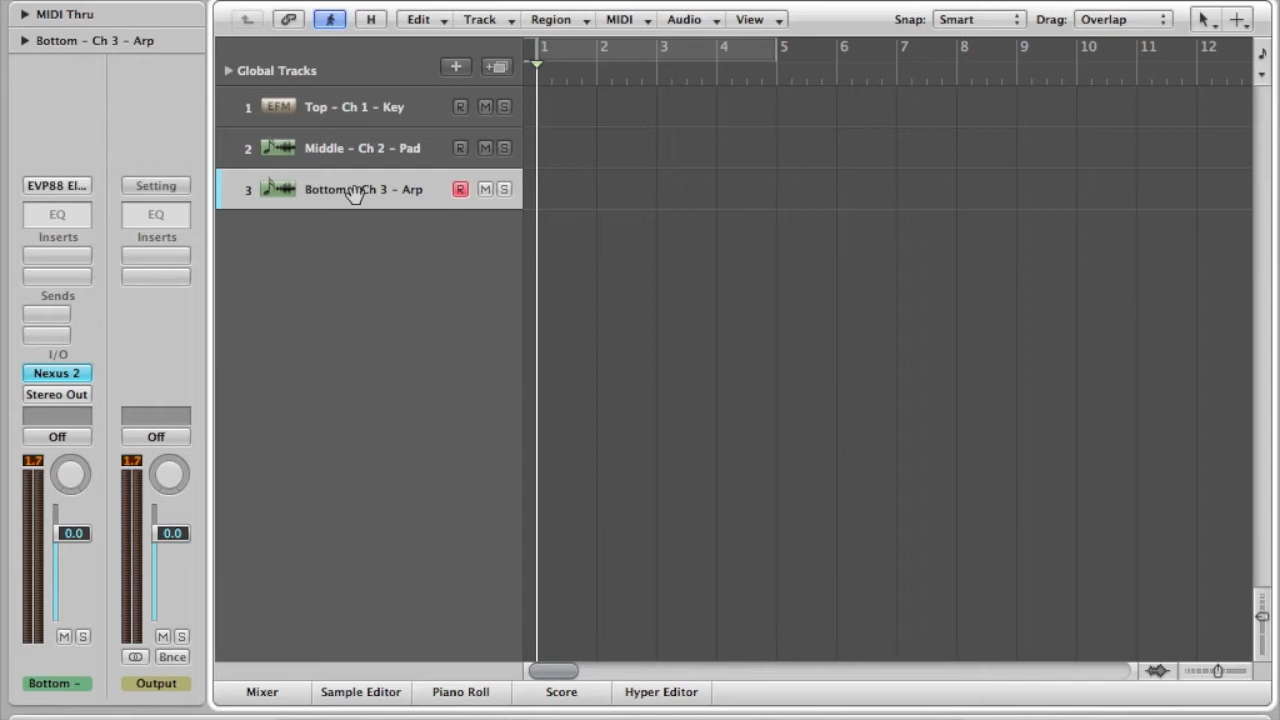 MIDI Thru
Bottom - Ch 3 - Arp
H Edit Track Region MIDI Audio View Snap: Smart Drag: Overlap
1 2 3 4 5 6 7 8 9 10 11 12
Global Tracks
1 EFM Top - Ch 1 - Key R M S
2 Middle - Ch 2 - Pad R M S
3 Bottom - Ch 3 - Arp R M S
EVP88 El... Setting
EQ EQ
Inserts Inserts
Sends
I/O
Nexus 2
Stereo Out
Off Off
1.7 1.7
0.0 0.0
M S M S
Bnce
Bottom - Output
Mixer Sample Editor Piano Roll Score Hyper Editor